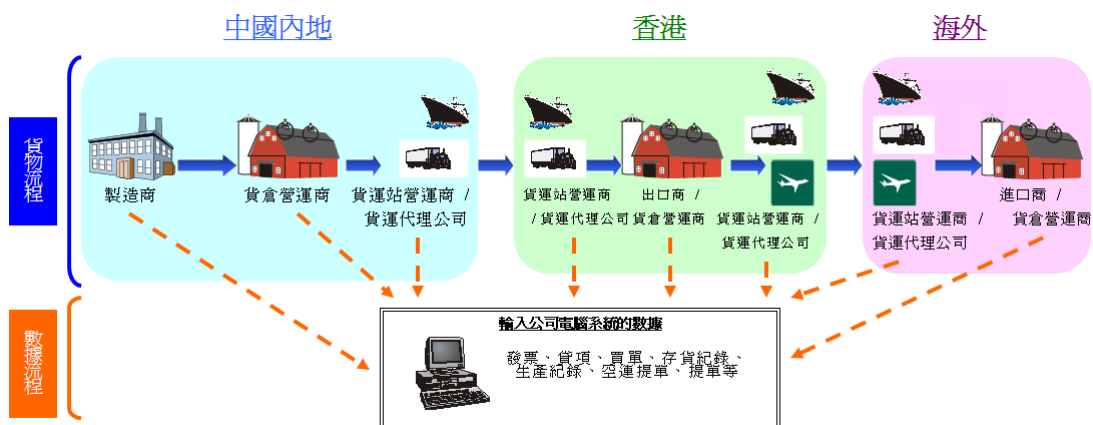 中國內地
香港
海外
貨物流程
製造商
貨倉營運商
貨運站營運商 /
貨運代理公司
貨運站營運商
/ 貨運代理公司
出口商 /
貨倉營運商
貨運站營運商 /
貨運代理公司
貨運站營運商 /
貨運代理公司
進口商 /
貨倉營運商
數據流程
輸入公司電腦系統的數據
發票、貸項、買單、存貨紀錄、
生產紀錄、空運提單、提單等